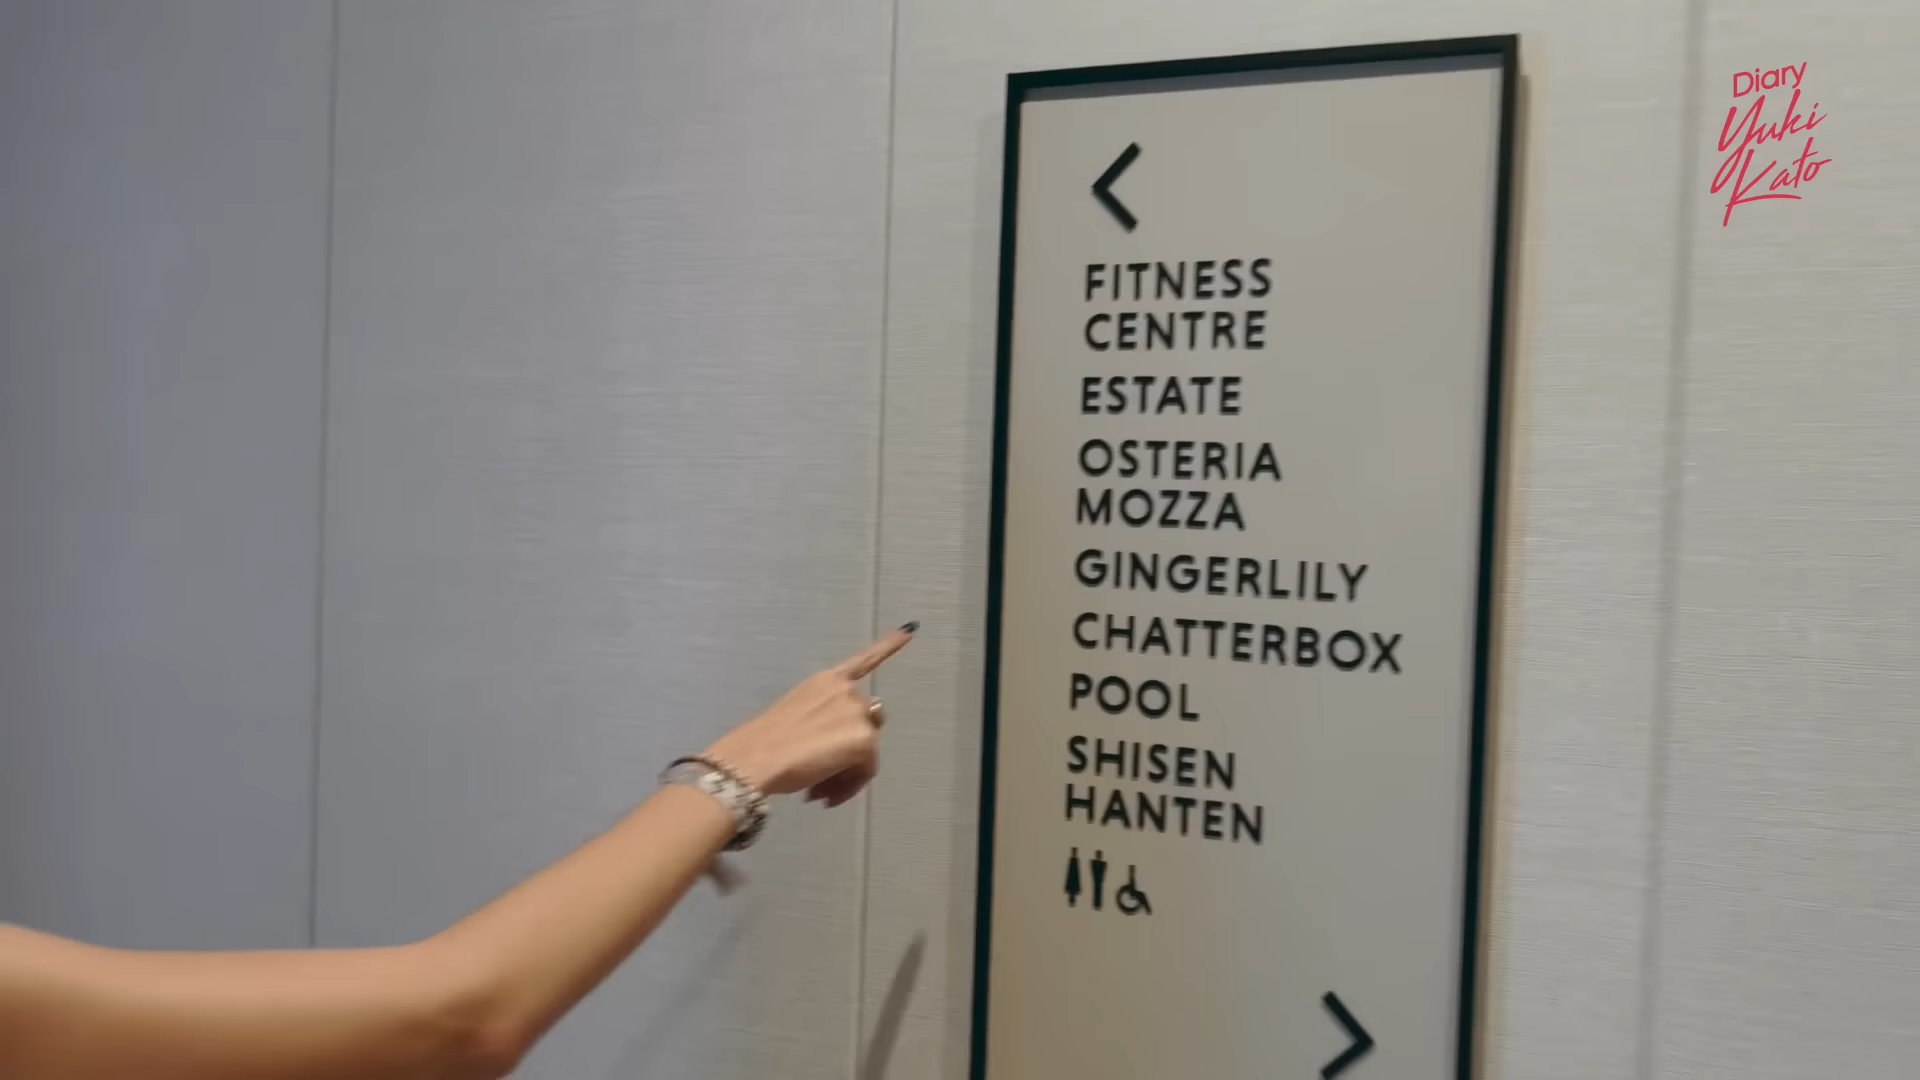 FITNESS
CENTRE
ESTATE
OSTERIA
MOZZA
GINGERLILY
CHATTERBOX
POOL
SHISEN
HANTEN
Diary
Yuki
Kato